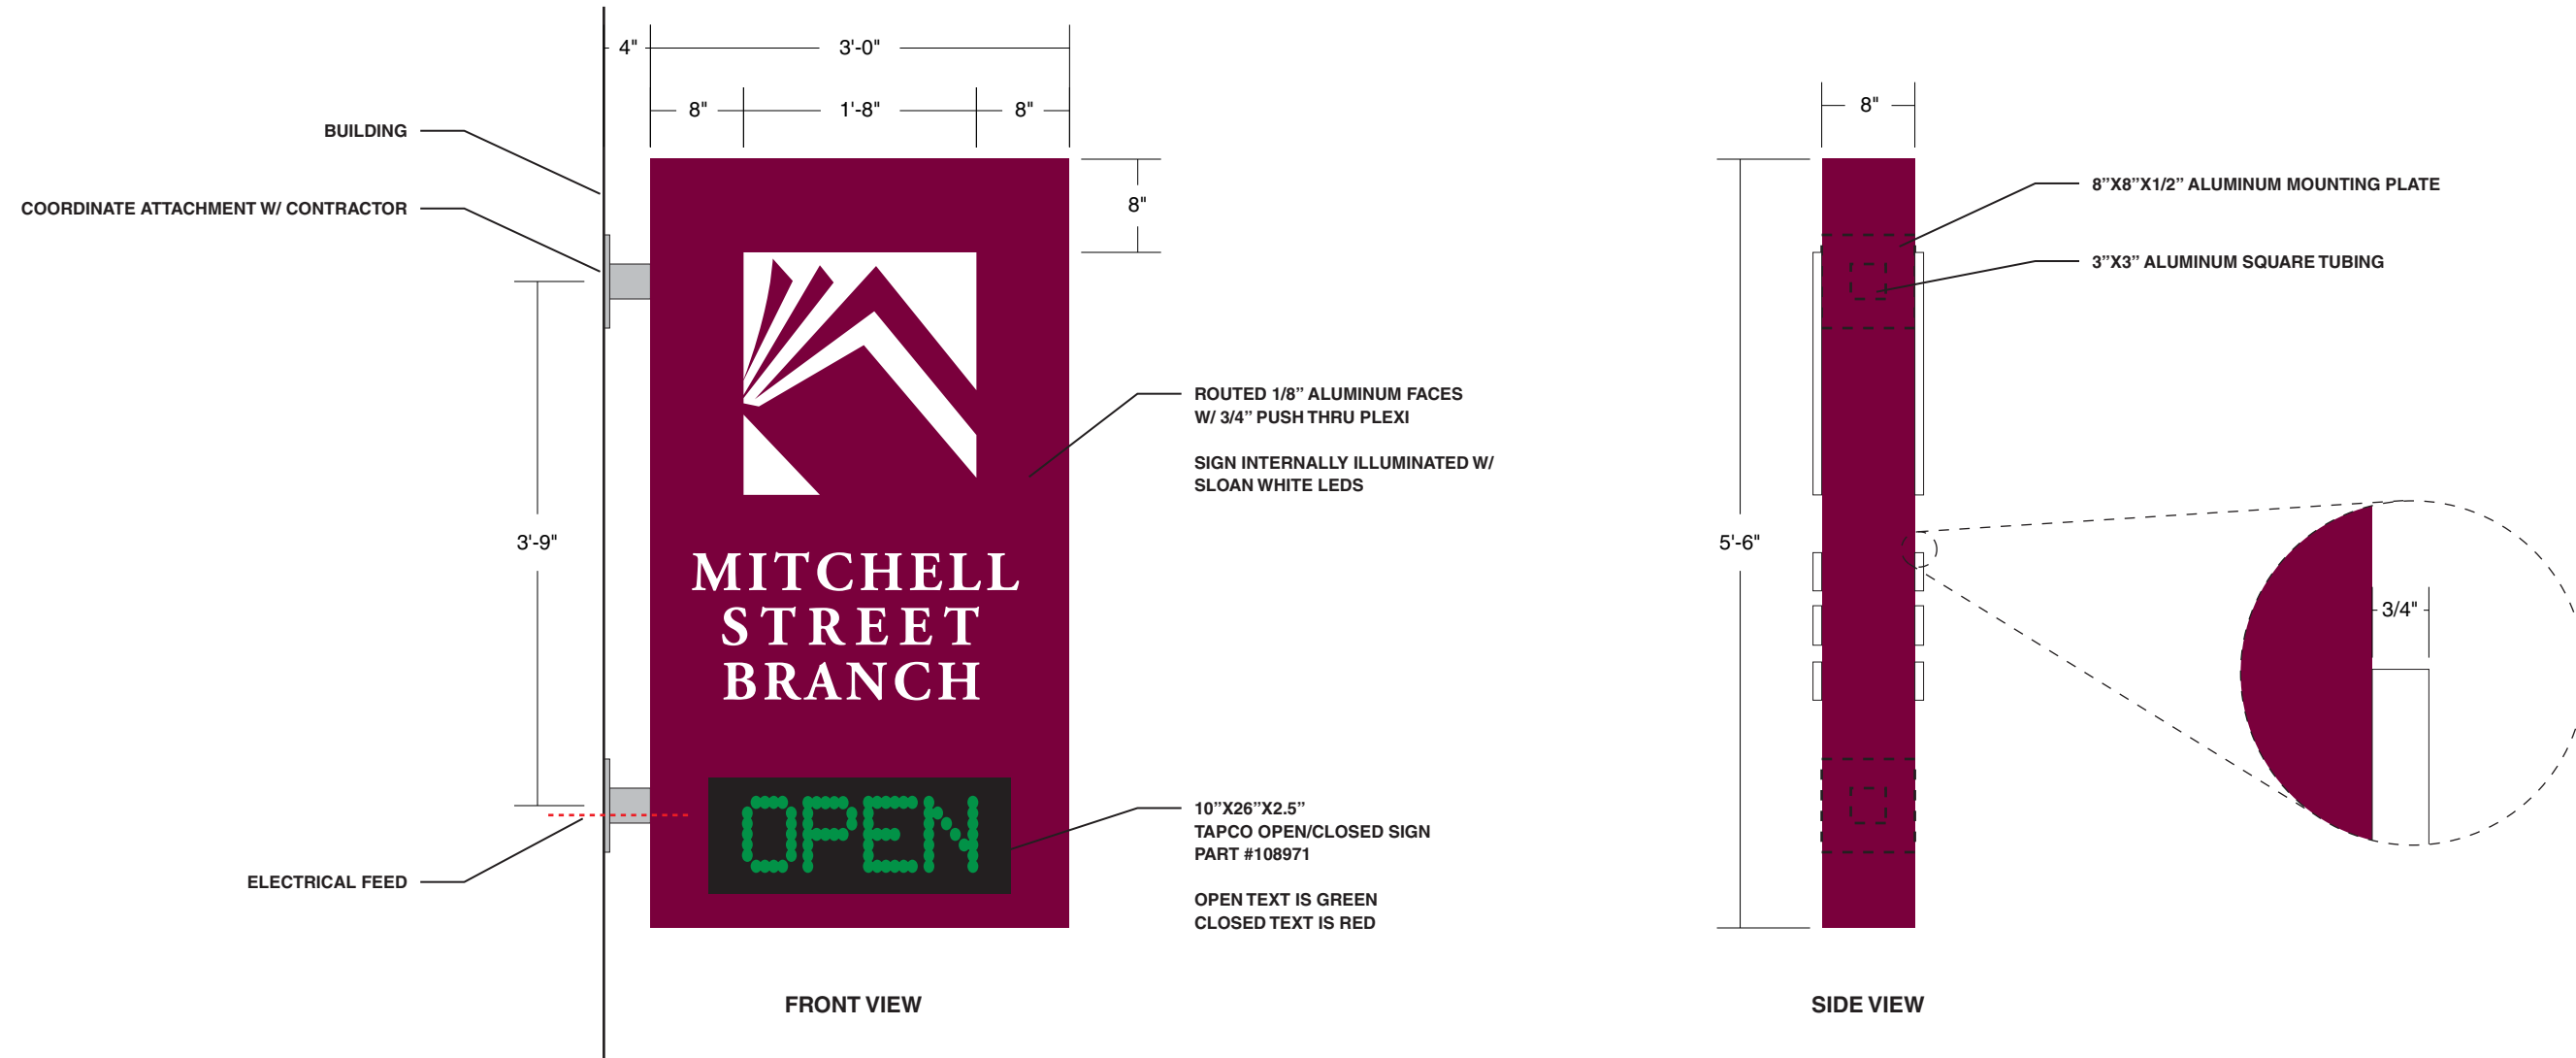 4" 3'-0" 
8" 1'-8" 8"
8"
BUILDING
COORDINATE ATTACHMENT W/ CONTRACTOR
3'-9"
ELECTRICAL FEED
MITCHELL
STREET
BRANCH
OPEN
ROUTED 1/8” ALUMINUM FACES
W/ 3/4” PUSH THRU PLEXI
SIGN INTERNALLY ILLUMINATED W/
SLOAN WHITE LEDS
10”X26”X2.5”
TAPCO OPEN/CLOSED SIGN
PART #108971
OPEN TEXT IS GREEN
CLOSED TEXT IS RED
FRONT VIEW
8"
8”X8”X1/2” ALUMINUM MOUNTING PLATE
3”X3” ALUMINUM SQUARE TUBING
5'-6"
3/4"
SIDE VIEW